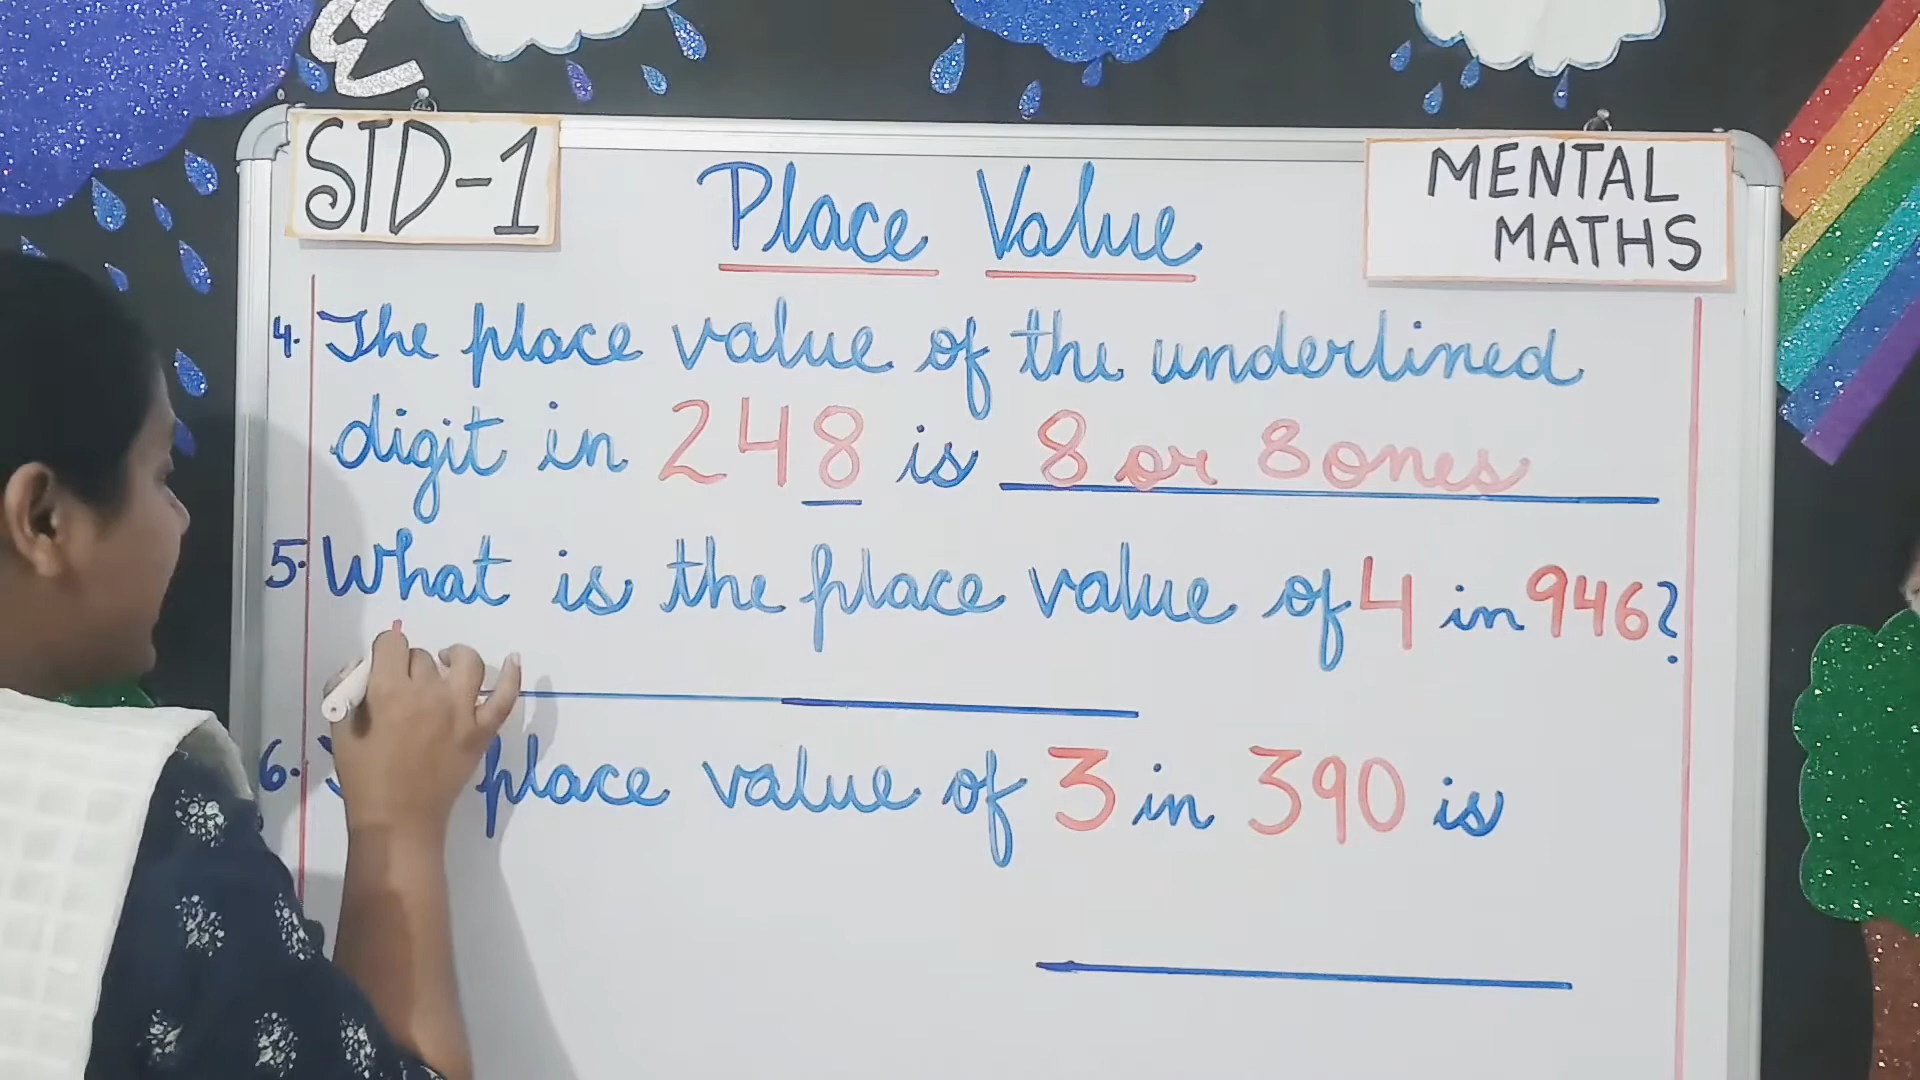 STD-1
Place Value
MENTAL
MATHS
4. The place value of the underlined
digit in 248 is 8 or 8 ones
5. What is the place value of 4 in 946?
6. place value of 3 in 390 is